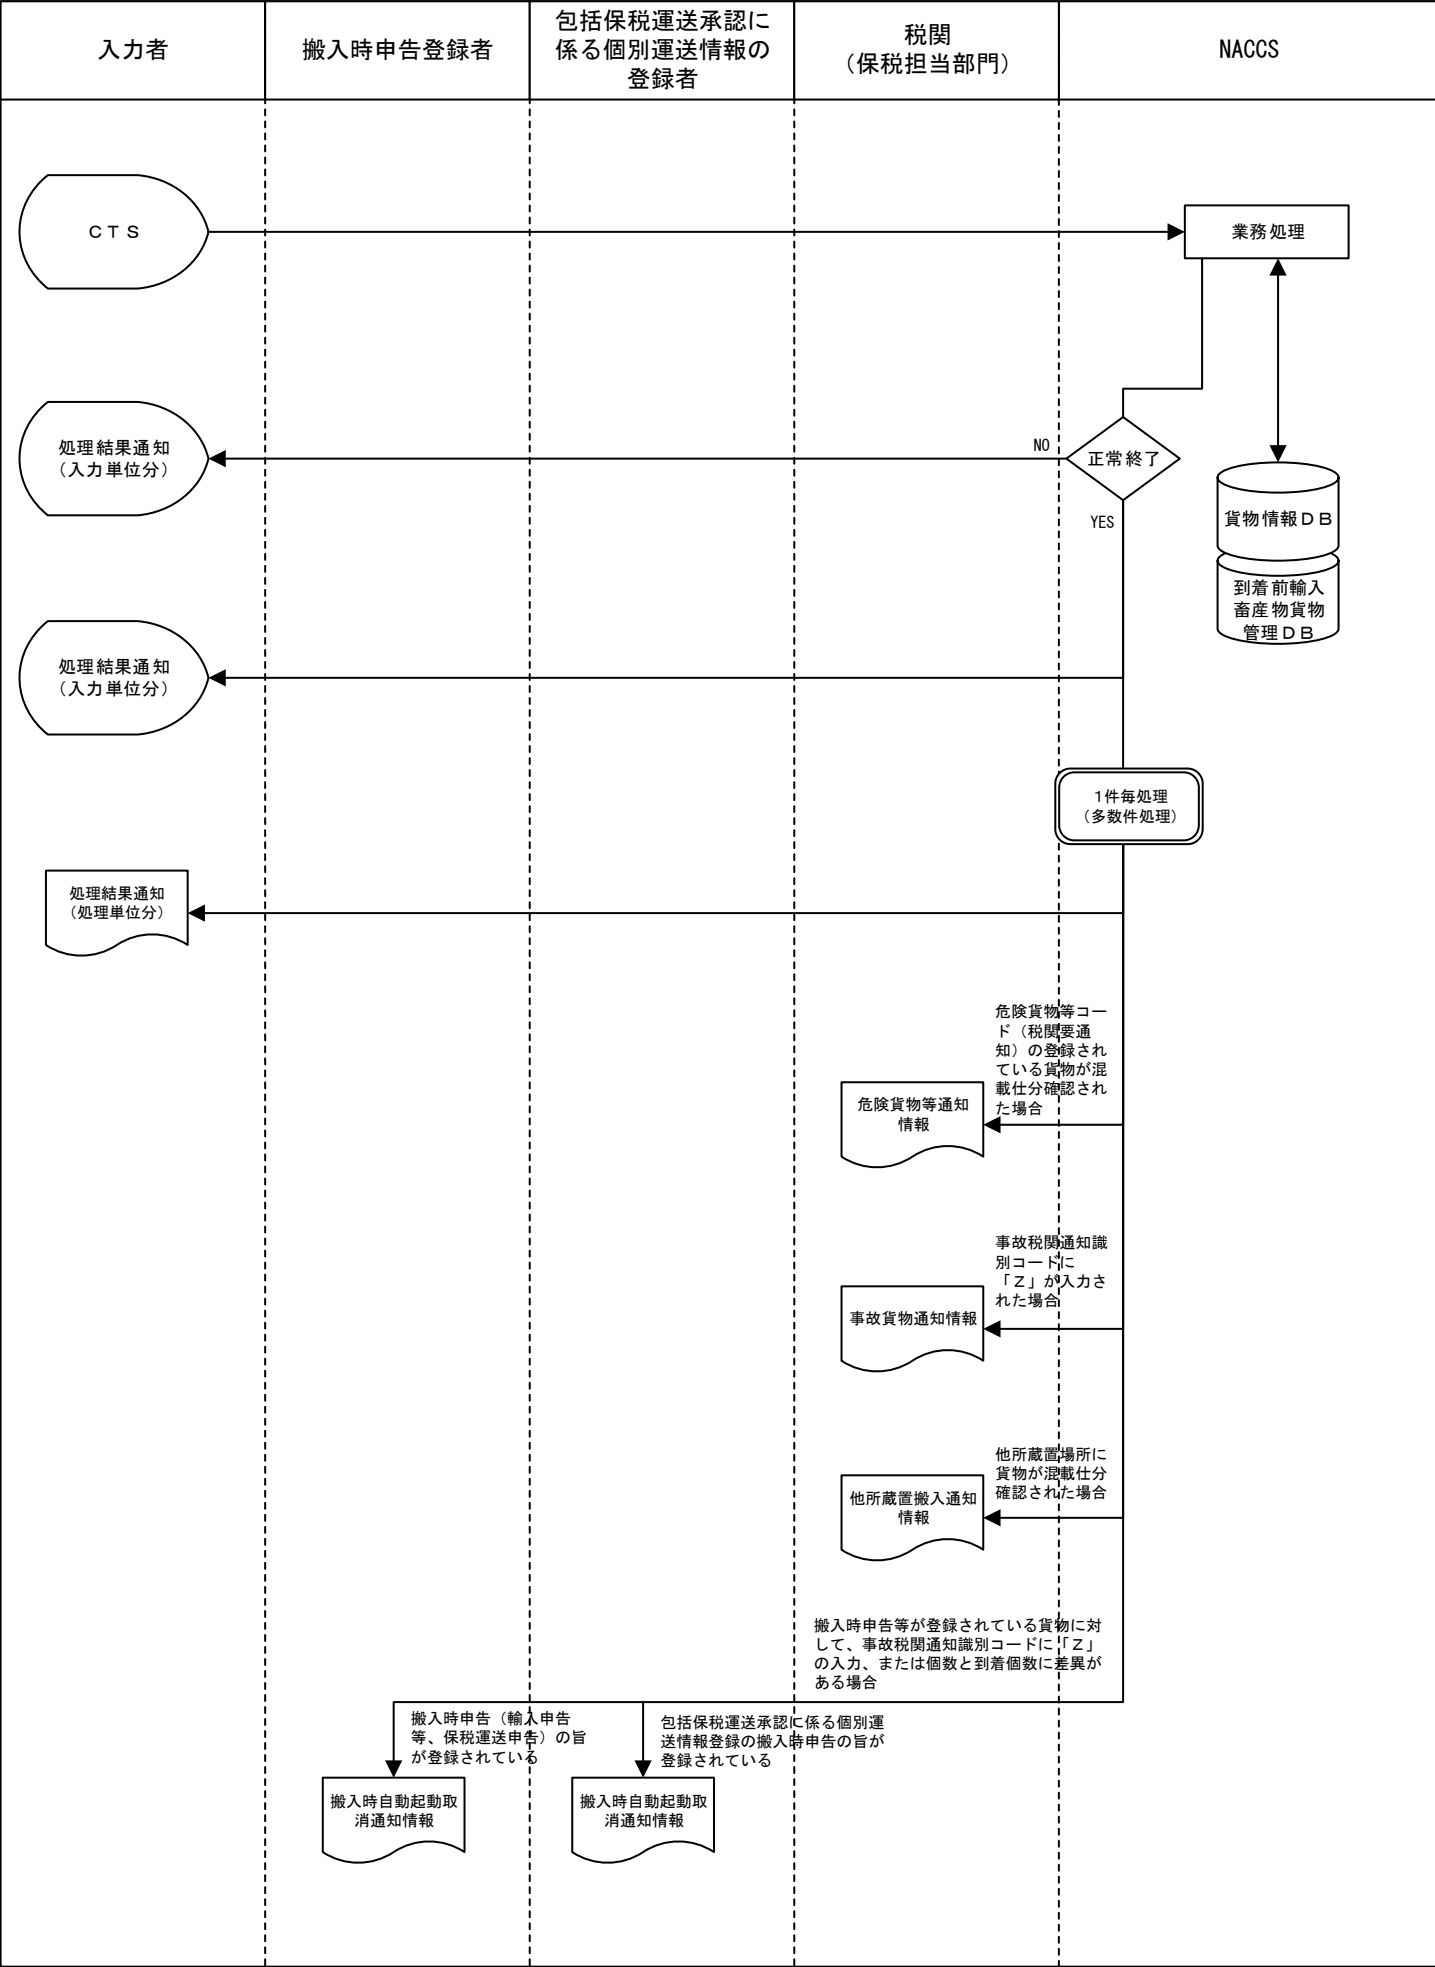 入力者
搬入時申告登録者
包括保税運送承認に
係る個別運送情報の
登録者
税関
（保税担当部門）
NACCS
ＣＴＳ
業務処理
処理結果通知
（入力単位分）
NO
正常終了
YES
貨物情報ＤＢ
到着前輸入
畜産物貨物
管理ＤＢ
処理結果通知
（入力単位分）
1件毎処理
（多数件処理）
処理結果通知
（処理単位分）
危険貨物等コー
ド（税関要通
知）の登録され
ている貨物が混
載仕分確認され
た場合
危険貨物等通知
情報
事故税関通知識
別コードに
「Ｚ」が入力さ
れた場合
事故貨物通知情報
他所蔵置場所に
貨物が混載仕分
確認された場合
他所蔵置搬入通知
情報
搬入時申告等が登録されている貨物に対
して、事故税関通知識別コードに「Ｚ」
の入力、または個数と到着個数に差異が
ある場合
搬入時申告（輸入申告
等、保税運送申告）の旨
が登録されている
包括保税運送承認に係る個別運
送情報登録の搬入時申告の旨が
登録されている
搬入時自動起動取
消通知情報
搬入時自動起動取
消通知情報